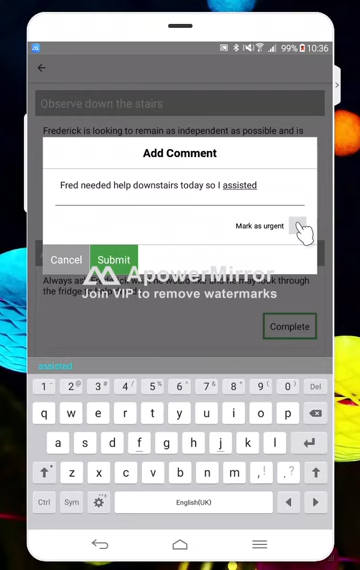 99% 10:36
Observe down the stairs
Frederick is looking to remain as independent as possible and is
Add Comment
Fred needed help downstairs today so I assisted
Mark as urgent
Cancel Submit
ApowerMirror
Always as
the fridge
look through
Join VIP to remove watermarks
Complete
assisted
1 2 3 4 5 6 7 8 9 0 Del
q w e r t y u i o p
a s d f g h j k l
z x c v b n m ,! .?
Ctrl Sym English(UK)